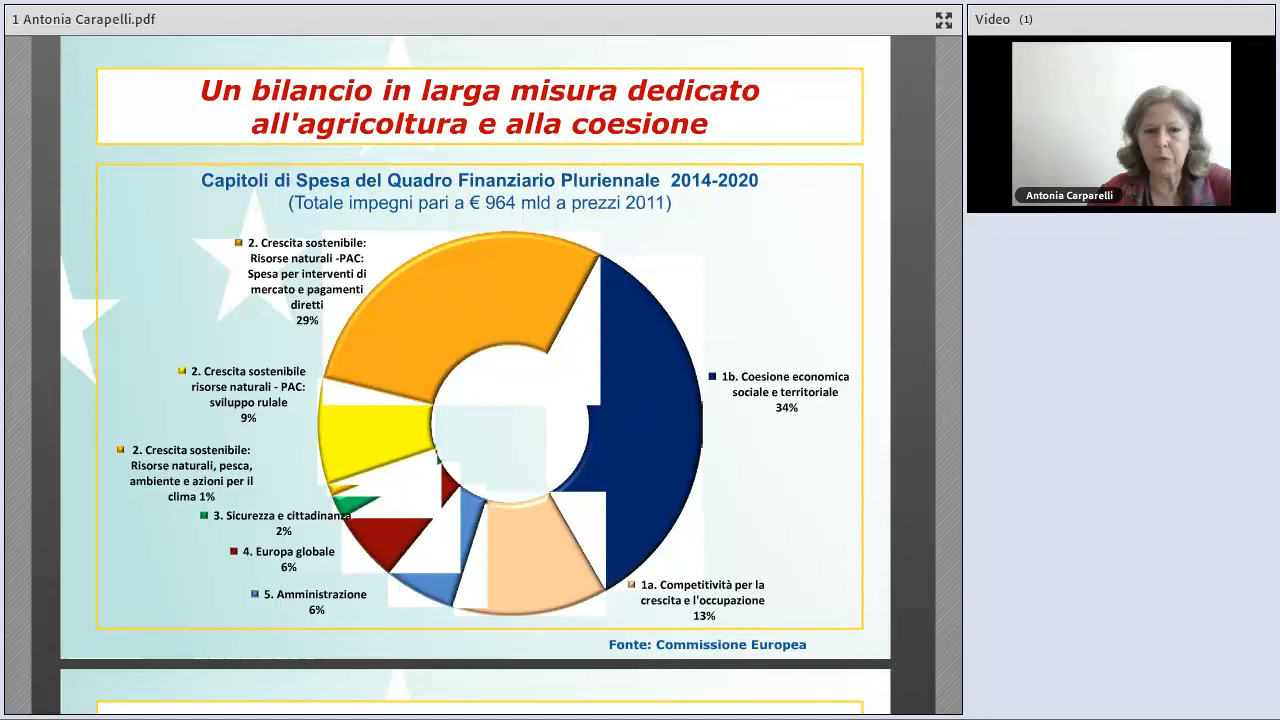 1 Antonia Carapelli.pdf
Video (1)
Antonia Carparelli
Un bilancio in larga misura dedicato
all'agricoltura e alla coesione
Capitoli di Spesa del Quadro Finanziario Pluriennale 2014-2020
(Totale impegni pari a € 964 mld a prezzi 2011)
2. Crescita sostenibile:
Risorse naturali -PAC:
Spesa per interventi di
mercato e pagamenti
diretti
29%
2. Crescita sostenibile
risorse naturali - PAC:
sviluppo rulale
9%
2. Crescita sostenibile:
Risorse naturali, pesca,
ambiente e azioni per il
clima 1%
3. Sicurezza e cittadinanza
2%
4. Europa globale
6%
5. Amministrazione
6%
1b. Coesione economica
sociale e territoriale
34%
1a. Competitività per la
crescita e l'occupazione
13%
Fonte: Commissione Europea